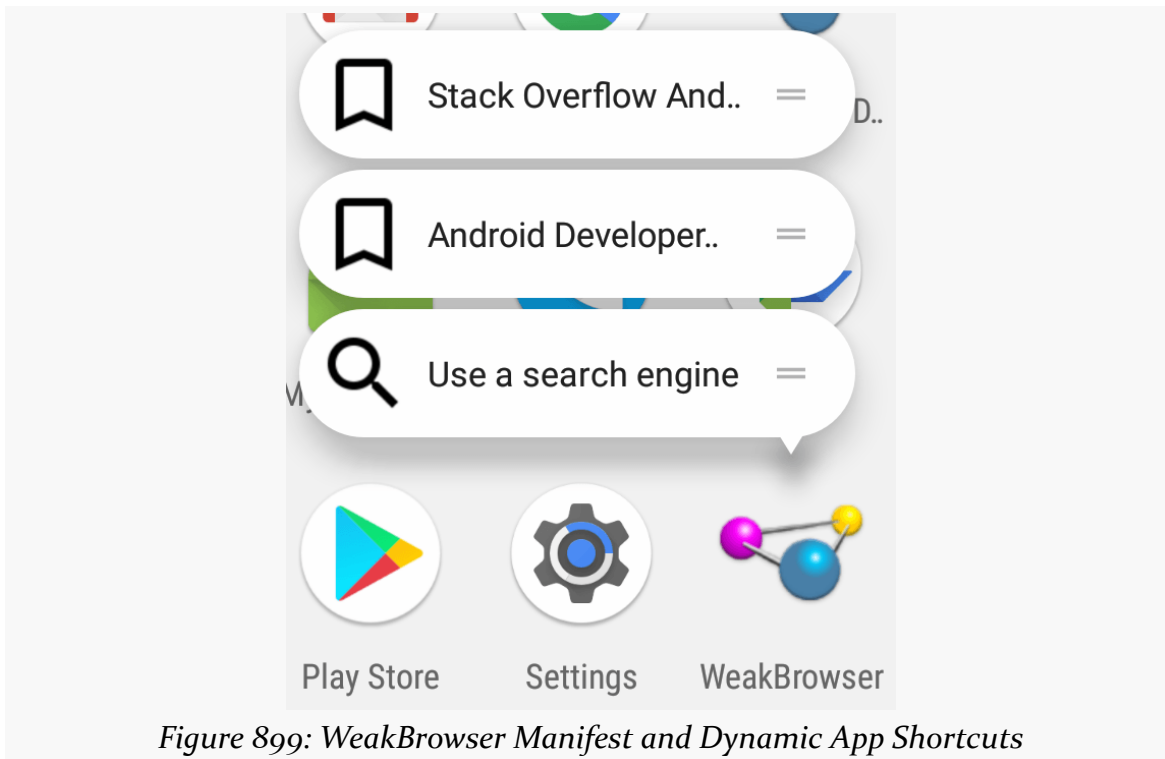 Stack Overflow And..
D..
Android Developer..
Use a search engine
My
Play Store
Settings
WeakBrowser
Figure 899: WeakBrowser Manifest and Dynamic App Shortcuts